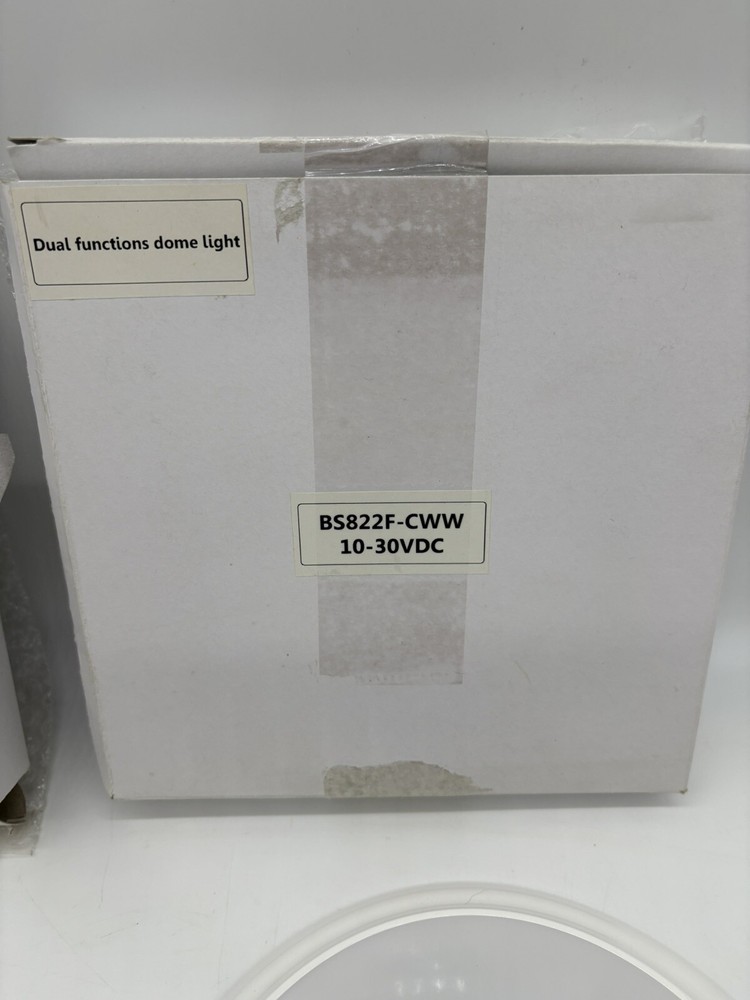 Dual functions dome light
BS822F-CWW
10-30VDC